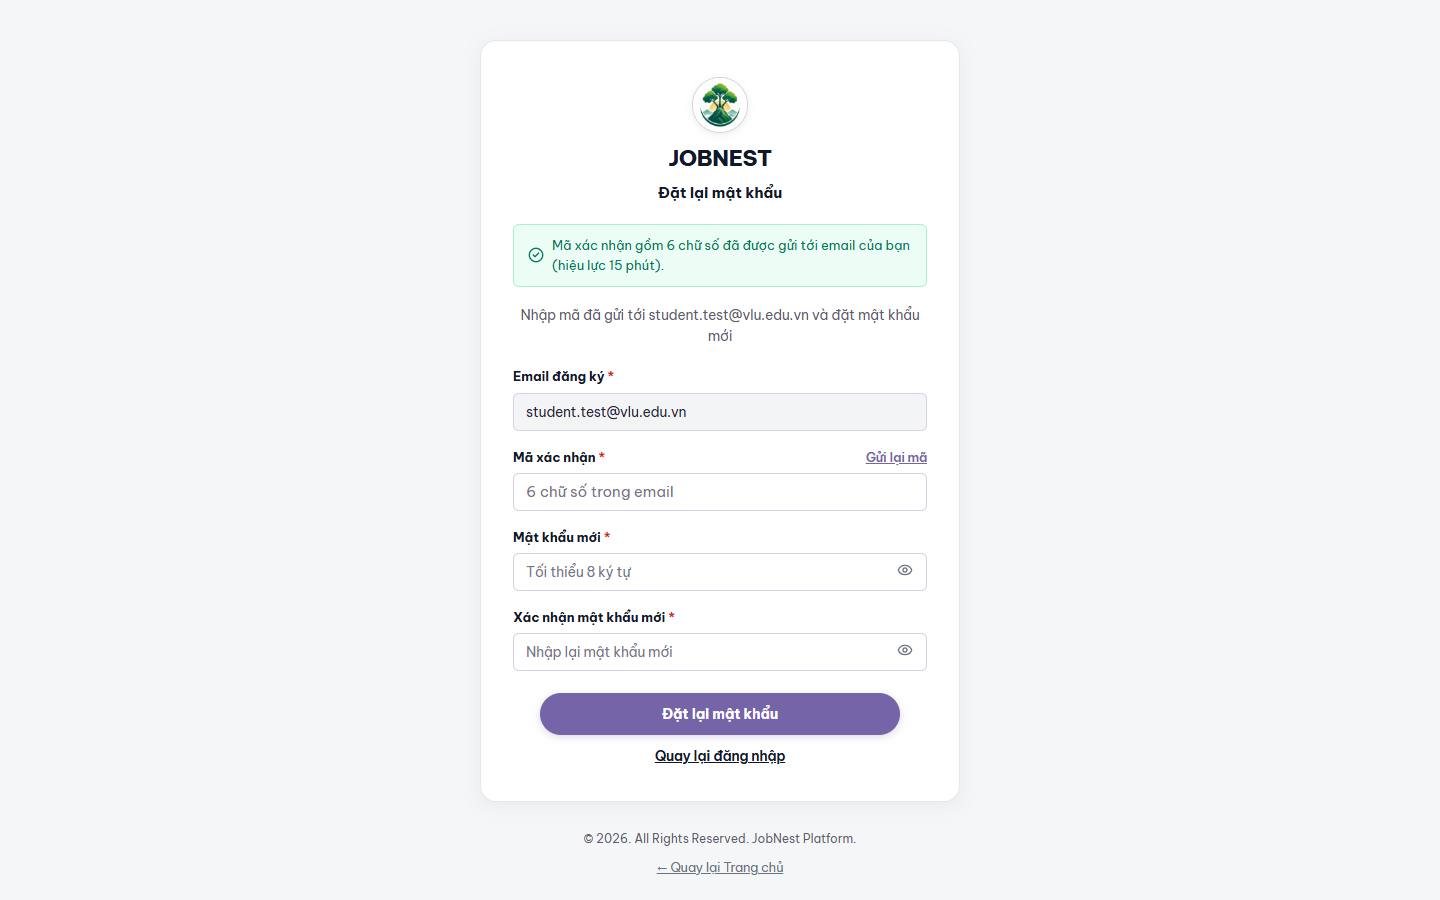 JOBNEST
Đặt lại mật khẩu
Mã xác nhận gồm 6 chữ số đã được gửi tới email của bạn
(hiệu lực 15 phút).
Nhập mã đã gửi tới student.test@vlu.edu.vn và đặt mật khẩu
mới
Email đăng ký *
student.test@vlu.edu.vn
Mã xác nhận *
Gửi lại mã
6 chữ số trong email
Mật khẩu mới *
Tối thiểu 8 ký tự
Xác nhận mật khẩu mới *
Nhập lại mật khẩu mới
Đặt lại mật khẩu
Quay lại đăng nhập
© 2026. All Rights Reserved. JobNest Platform.
← Quay lại Trang chủ